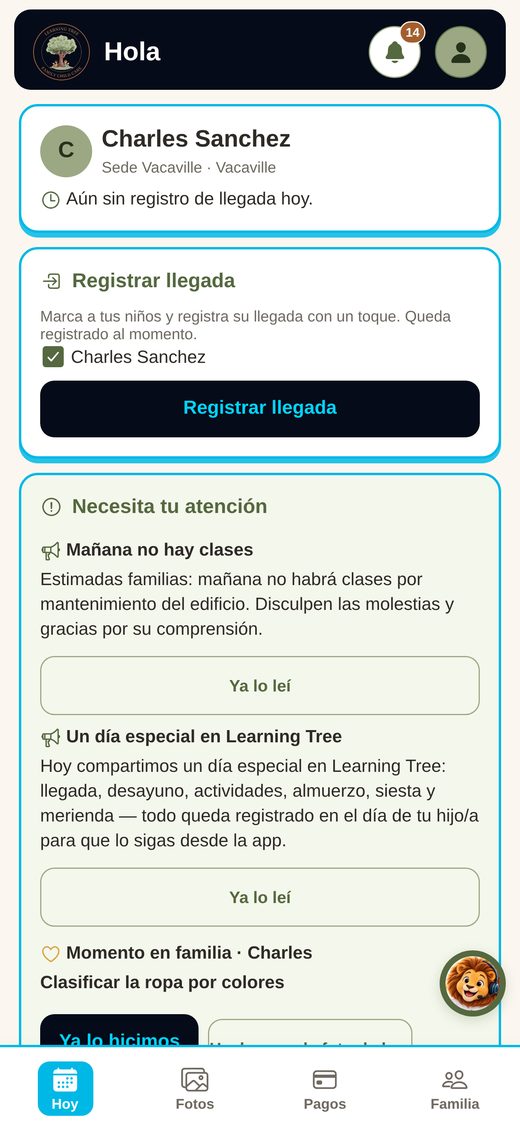 LEARNING TREE
FAMILY CHILD CARE
Hola
14
C
Charles Sanchez
Sede Vacaville · Vacaville
Aún sin registro de llegada hoy.
Registrar llegada
Marca a tus niños y registra su llegada con un toque. Queda
registrado al momento.
Charles Sanchez
Registrar llegada
Necesita tu atención
Mañana no hay clases
Estimadas familias: mañana no habrá clases por
mantenimiento del edificio. Disculpen las molestias y
gracias por su comprensión.
Ya lo leí
Un día especial en Learning Tree
Hoy compartimos un día especial en Learning Tree:
llegada, desayuno, actividades, almuerzo, siesta y
merienda — todo queda registrado en el día de tu hijo/a
para que lo sigas desde la app.
Ya lo leí
Momento en familia · Charles
Clasificar la ropa por colores
Ya lo hicimos
Hoy
Fotos
Pagos
Familia